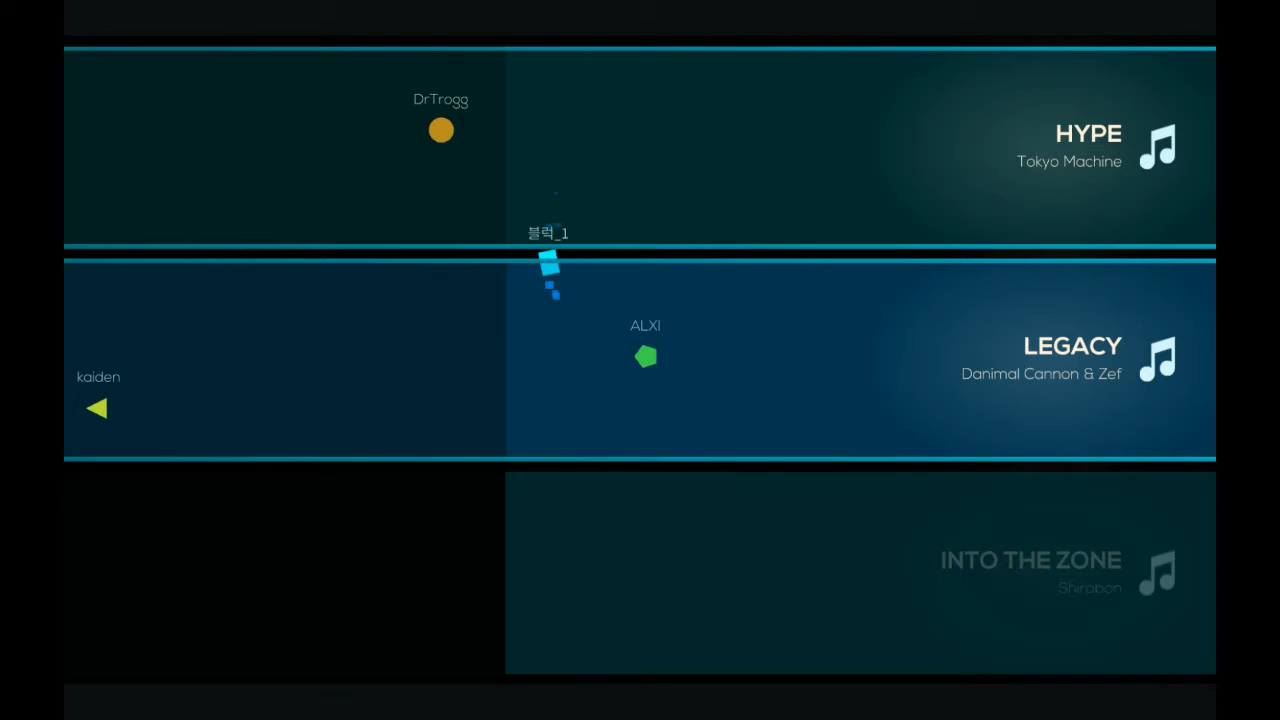 DrTrogg
HYPE
Tokyo Machine
블럭_1
ALXI
LEGACY
Danimal Cannon & Zef
kaiden
INTO THE ZONE
Shirobon